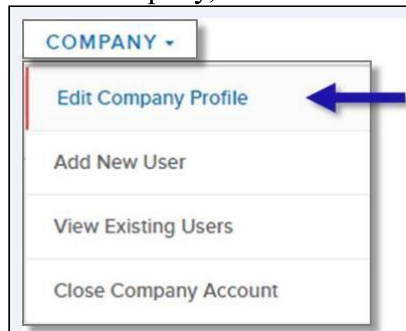 COMPANY
Edit Company Profile
Add New User
View Existing Users
Close Company Account